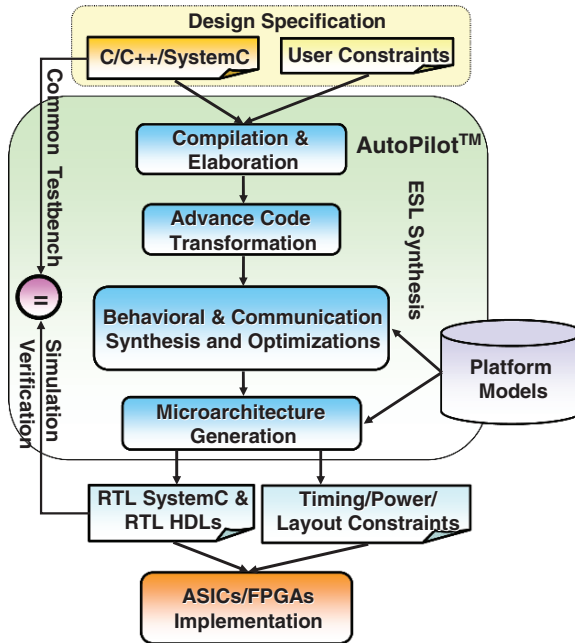 Design Specification
C/C++/SystemC
User Constraints
Compilation &
Elaboration
AutoPilot™
Advance Code
Transformation
ESL Synthesis
Common Testbench
=
Behavioral & Communication
Synthesis and Optimizations
Platform
Models
Simulation
Verification
Microarchitecture
Generation
RTL SystemC &
RTL HDLs
Timing/Power/
Layout Constraints
ASICs/FPGAs
Implementation